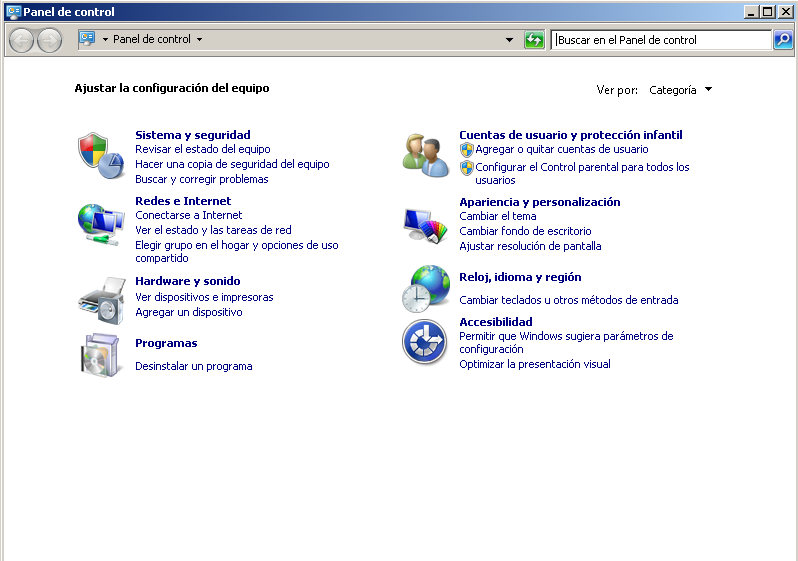 Panel de control
Panel de control
Buscar en el Panel de control
Ajustar la configuración del equipo
Ver por: Categoría
Sistema y seguridad
Revisar el estado del equipo
Hacer una copia de seguridad del equipo
Buscar y corregir problemas
Redes e Internet
Conectarse a Internet
Ver el estado y las tareas de red
Elegir grupo en el hogar y opciones de uso
compartido
Hardware y sonido
Ver dispositivos e impresoras
Agregar un dispositivo
Programas
Desinstalar un programa
Cuentas de usuario y protección infantil
Agregar o quitar cuentas de usuario
Configurar el Control parental para todos los
usuarios
Apariencia y personalización
Cambiar el tema
Cambiar fondo de escritorio
Ajustar resolución de pantalla
Reloj, idioma y región
Cambiar teclados u otros métodos de entrada
Accesibilidad
Permitir que Windows sugiera parámetros de
configuración
Optimizar la presentación visual